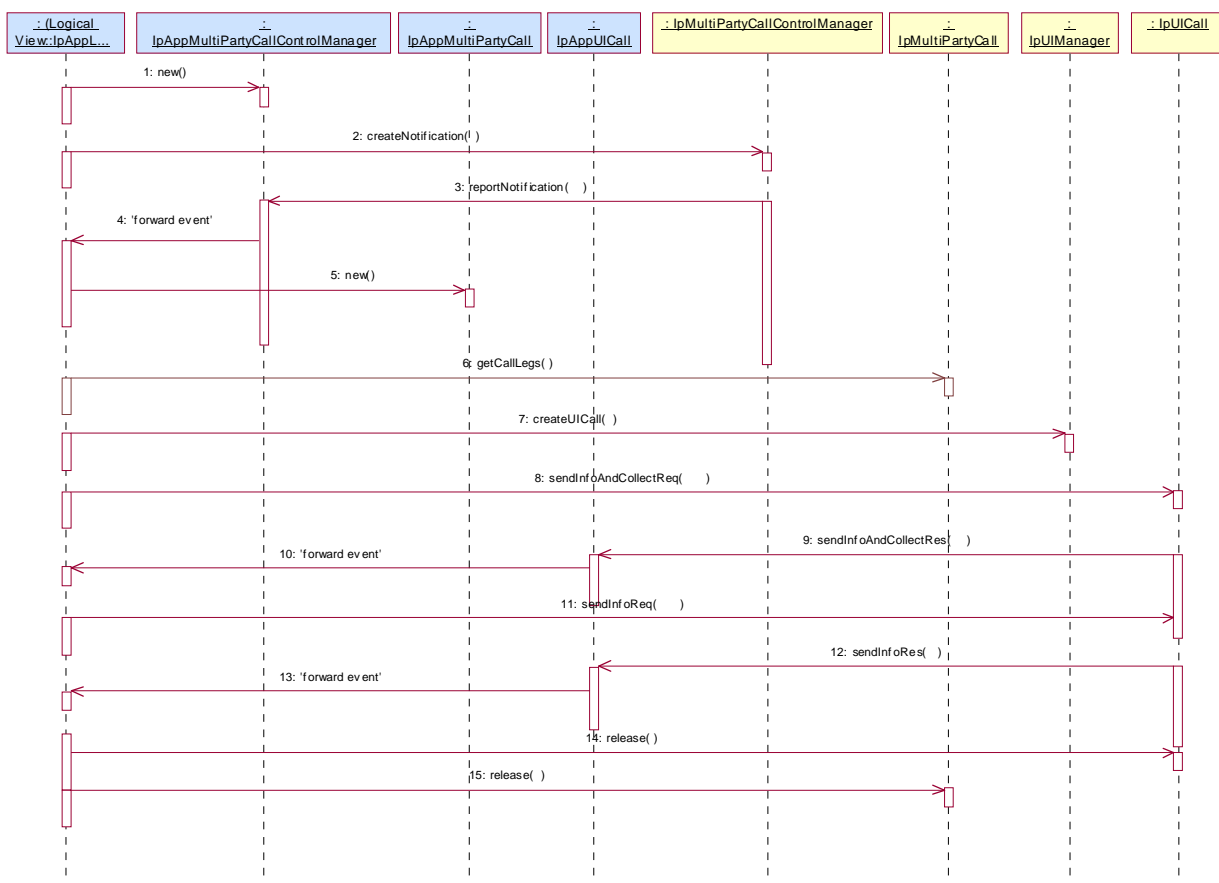 : (Logical
View::IpAppL...
:
IpAppMultiPartyCallControlManager
:
IpAppMultiPartyCall
:
IpAppUICall
: IpMultiPartyCallControlManager
:
IpMultiPartyCall
:
IpUIManager
: IpUICall
1: new()
2: createNotification( )
3: reportNotification( )
4: 'forward event'
5: new()
6: getCallLegs( )
7: createUICall( )
8: sendInfoAndCollectReq( )
9: sendInfoAndCollectRes( )
10: 'forward event'
11: sendInfoReq( )
12: sendInfoRes( )
13: 'forward event'
14: release( )
15: release( )